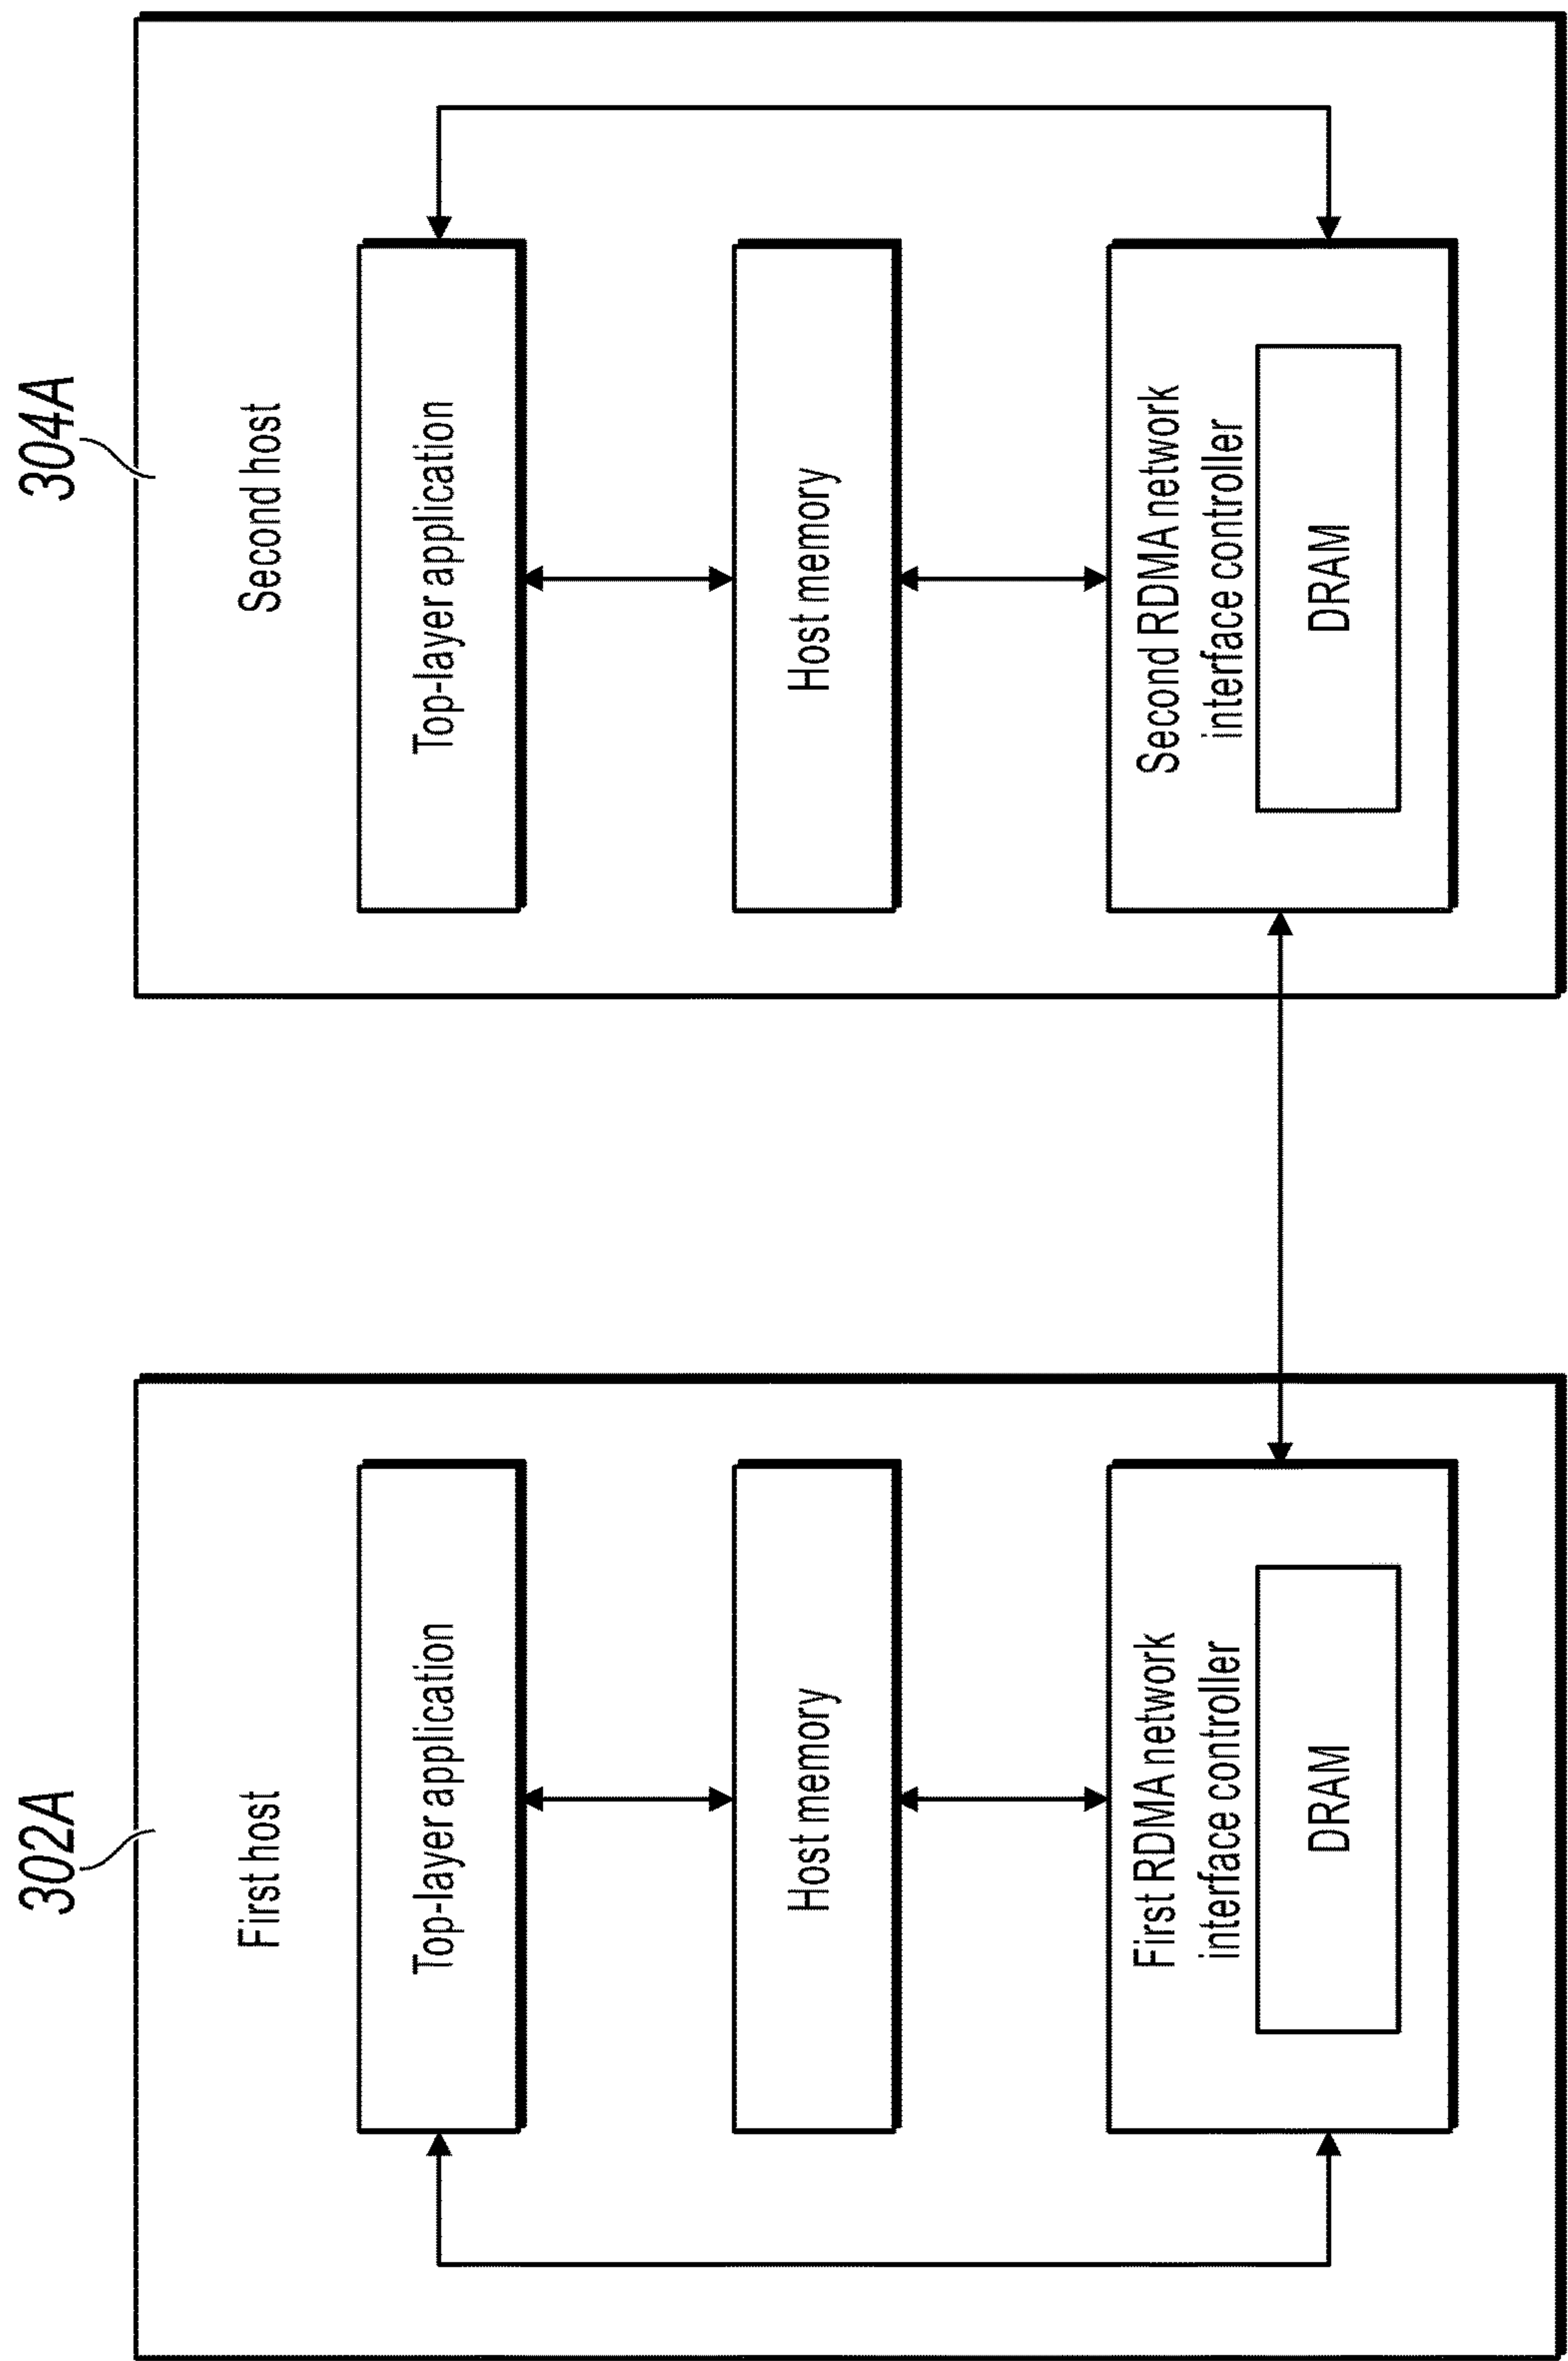 302A
First host
Top-layer application
Host memory
First RDMA network
interface controller
DRAM
304A
Second host
Top-layer application
Host memory
Second RDMA network
interface controller
DRAM